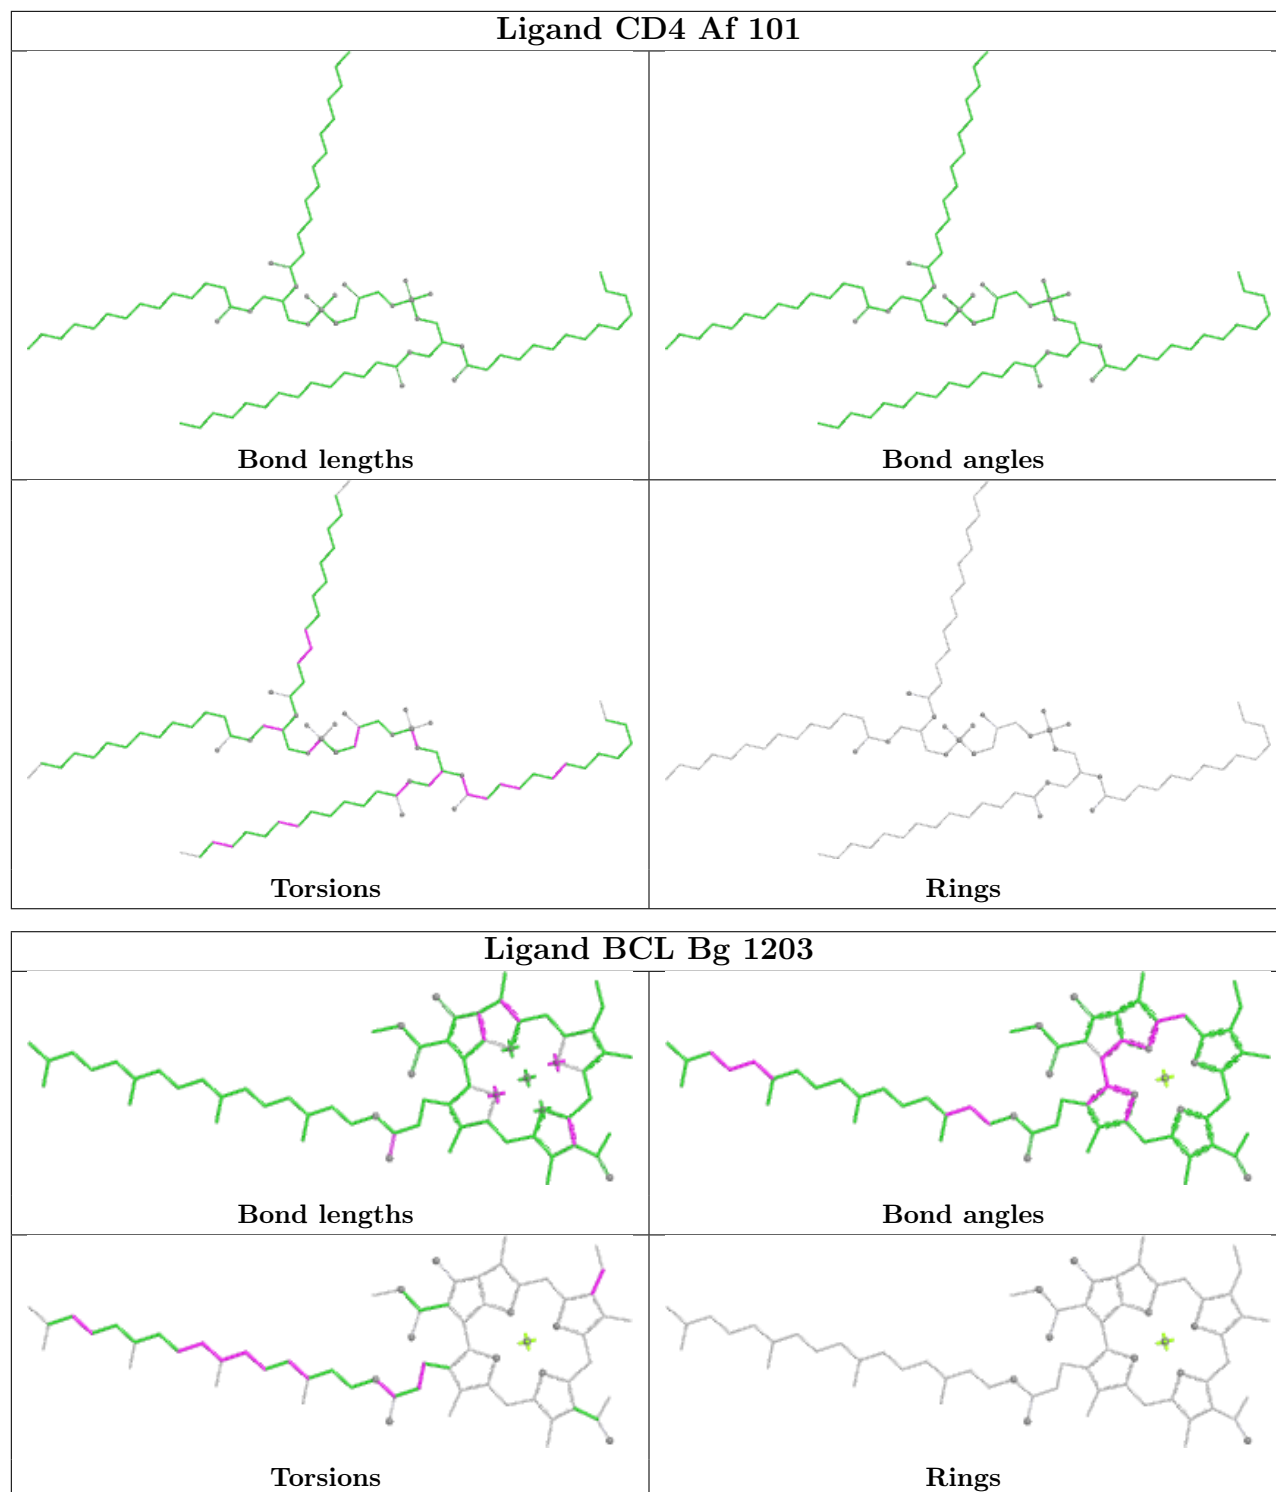 Ligand CD4 Af 101
Bond lengths
Bond angles
Torsions
Rings
Ligand BCL Bg 1203
Bond lengths
Bond angles
Torsions
Rings